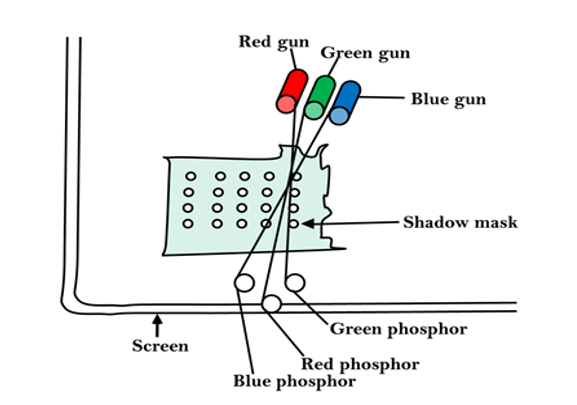 Red gun
Green gun
Blue gun
Shadow mask
Green phosphor
Screen
Red phosphor
Blue phosphor